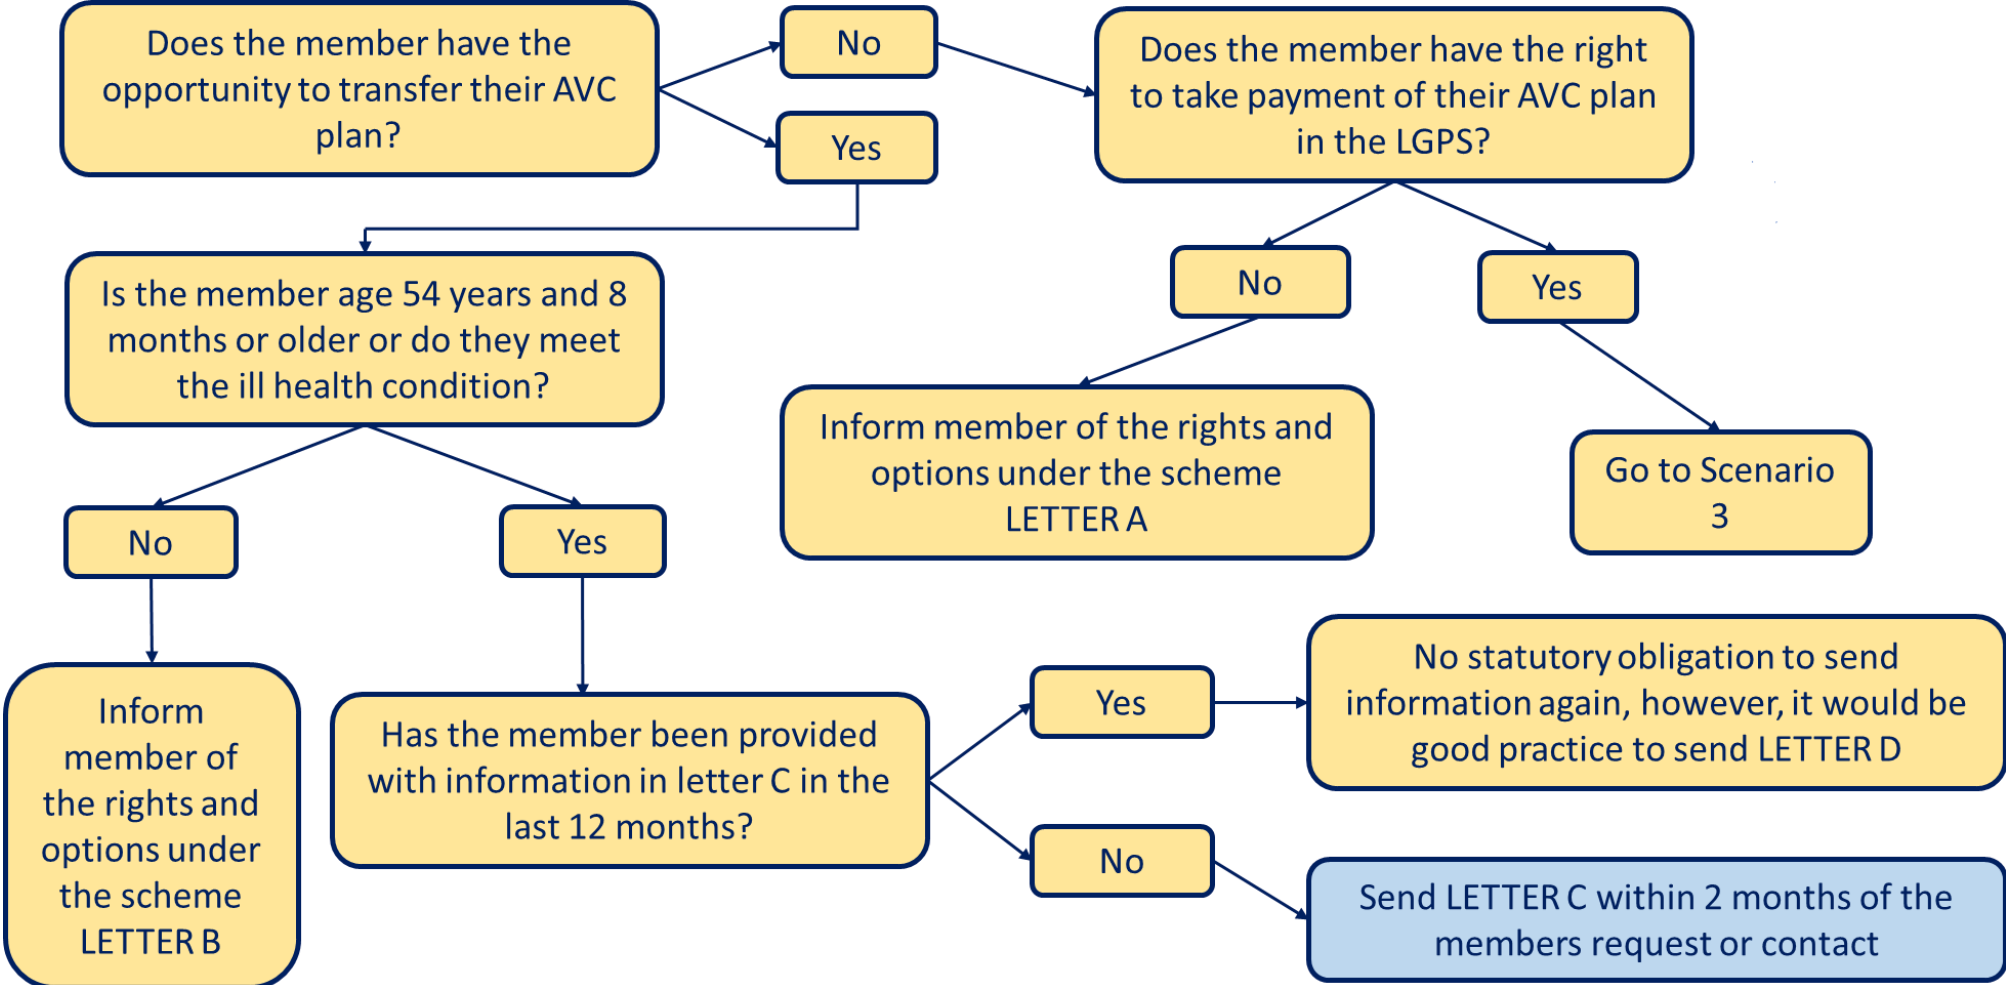 Does the member have the
opportunity to transfer their AVC
plan?
No
Yes
Does the member have the right
to take payment of their AVC plan
in the LGPS?
No
Yes
Is the member age 54 years and 8
months or older or do they meet
the ill health condition?
Inform member of the rights and
options under the scheme
LETTER A
Go to Scenario
3
No
Yes
Inform
member of
the rights and
options under
the scheme
LETTER B
Has the member been provided
with information in letter C in the
last 12 months?
Yes
No
No statutory obligation to send
information again, however, it would be
good practice to send LETTER D
Send LETTER C within 2 months of the
members request or contact